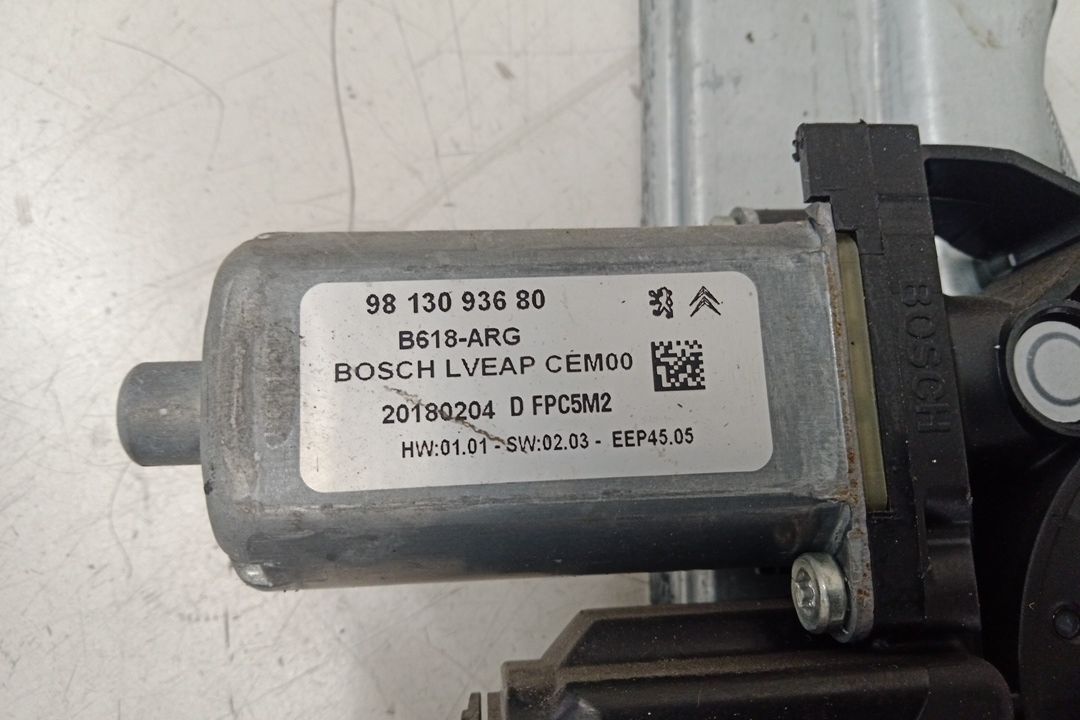 98 130 936 80
B618-ARG
BOSCH LVEAP CEM00
20180204 D FPC5M2
HW:01.01 - SW:02.03 - EEP45.05
BOSCH